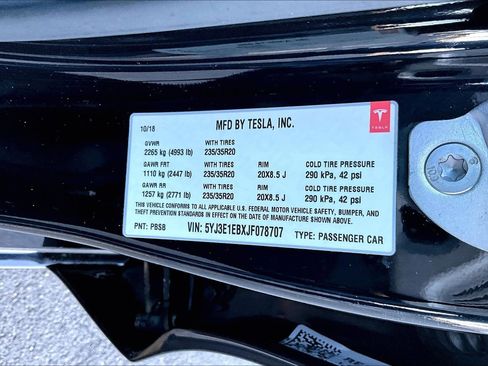 10/18 MFD BY TESLA, INC.
TESLA
GVWR WITH TIRES
2265 kg (4993 lb) 235/35R20
GAWR FRT WITH TIRES RIM COLD TIRE PRESSURE
1110 kg (2447 lb) 235/35R20 20X8.5 J 290 kPa, 42 psi
GAWR RR WITH TIRES RIM COLD TIRE PRESSURE
1257 kg (2771 lb) 235/35R20 20X8.5 J 290 kPa, 42 psi
THIS VEHICLE CONFORMS TO ALL APPLICABLE U.S. FEDERAL MOTOR VEHICLE SAFETY, BUMPER, AND
THEFT PREVENTION STANDARDS IN EFFECT ON THE DATE OF MANUFACTURE SHOWN ABOVE.
PNT: PBSB VIN: 5YJ3E1EBXJF078707 TYPE: PASSENGER CAR